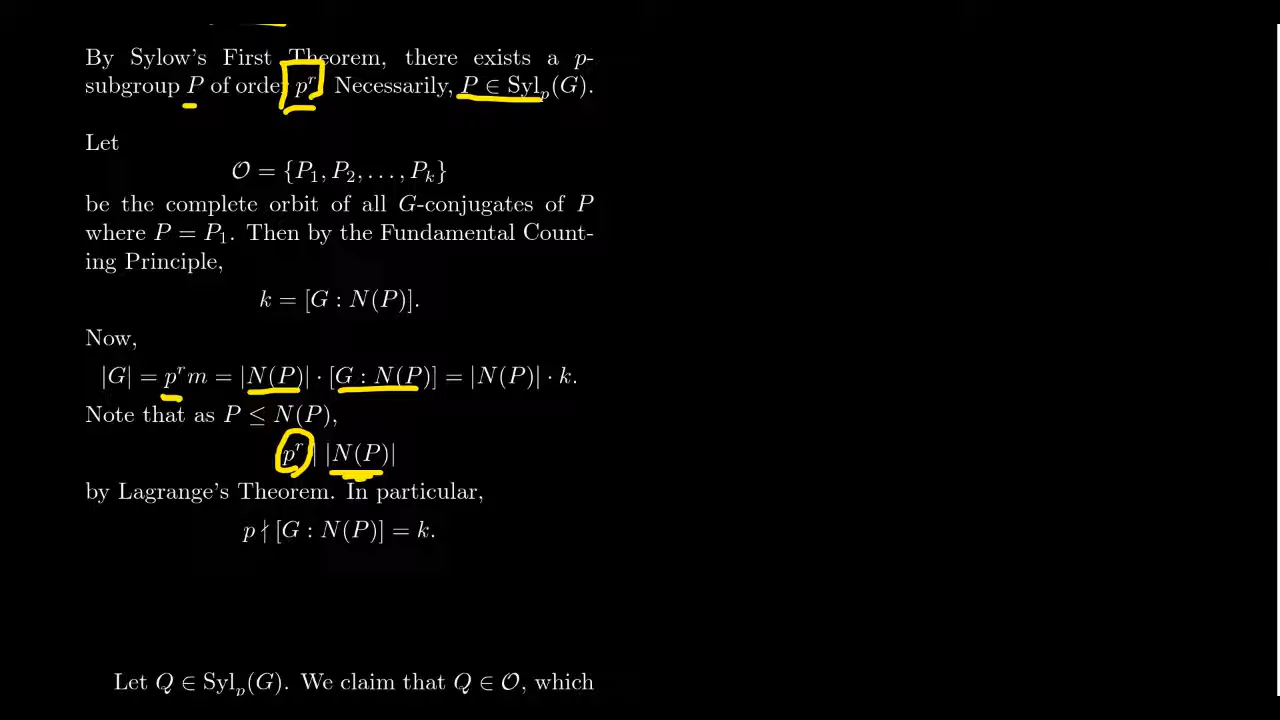 By Sylow's First Theorem, there exists a p-
subgroup P of order p^r. Necessarily, P ∈ Syl_p(G).
Let
𝒪 = {P_1, P_2, . . . , P_k}
be the complete orbit of all G-conjugates of P
where P = P_1. Then by the Fundamental Count-
ing Principle,
k = [G : N(P)].
Now,
|G| = p^r m = |N(P)| · [G : N(P)] = |N(P)| · k.
Note that as P ≤ N(P),
p^r | |N(P)|
by Lagrange's Theorem. In particular,
p ∤ [G : N(P)] = k.
Let Q ∈ Syl_p(G). We claim that Q ∈ 𝒪, which